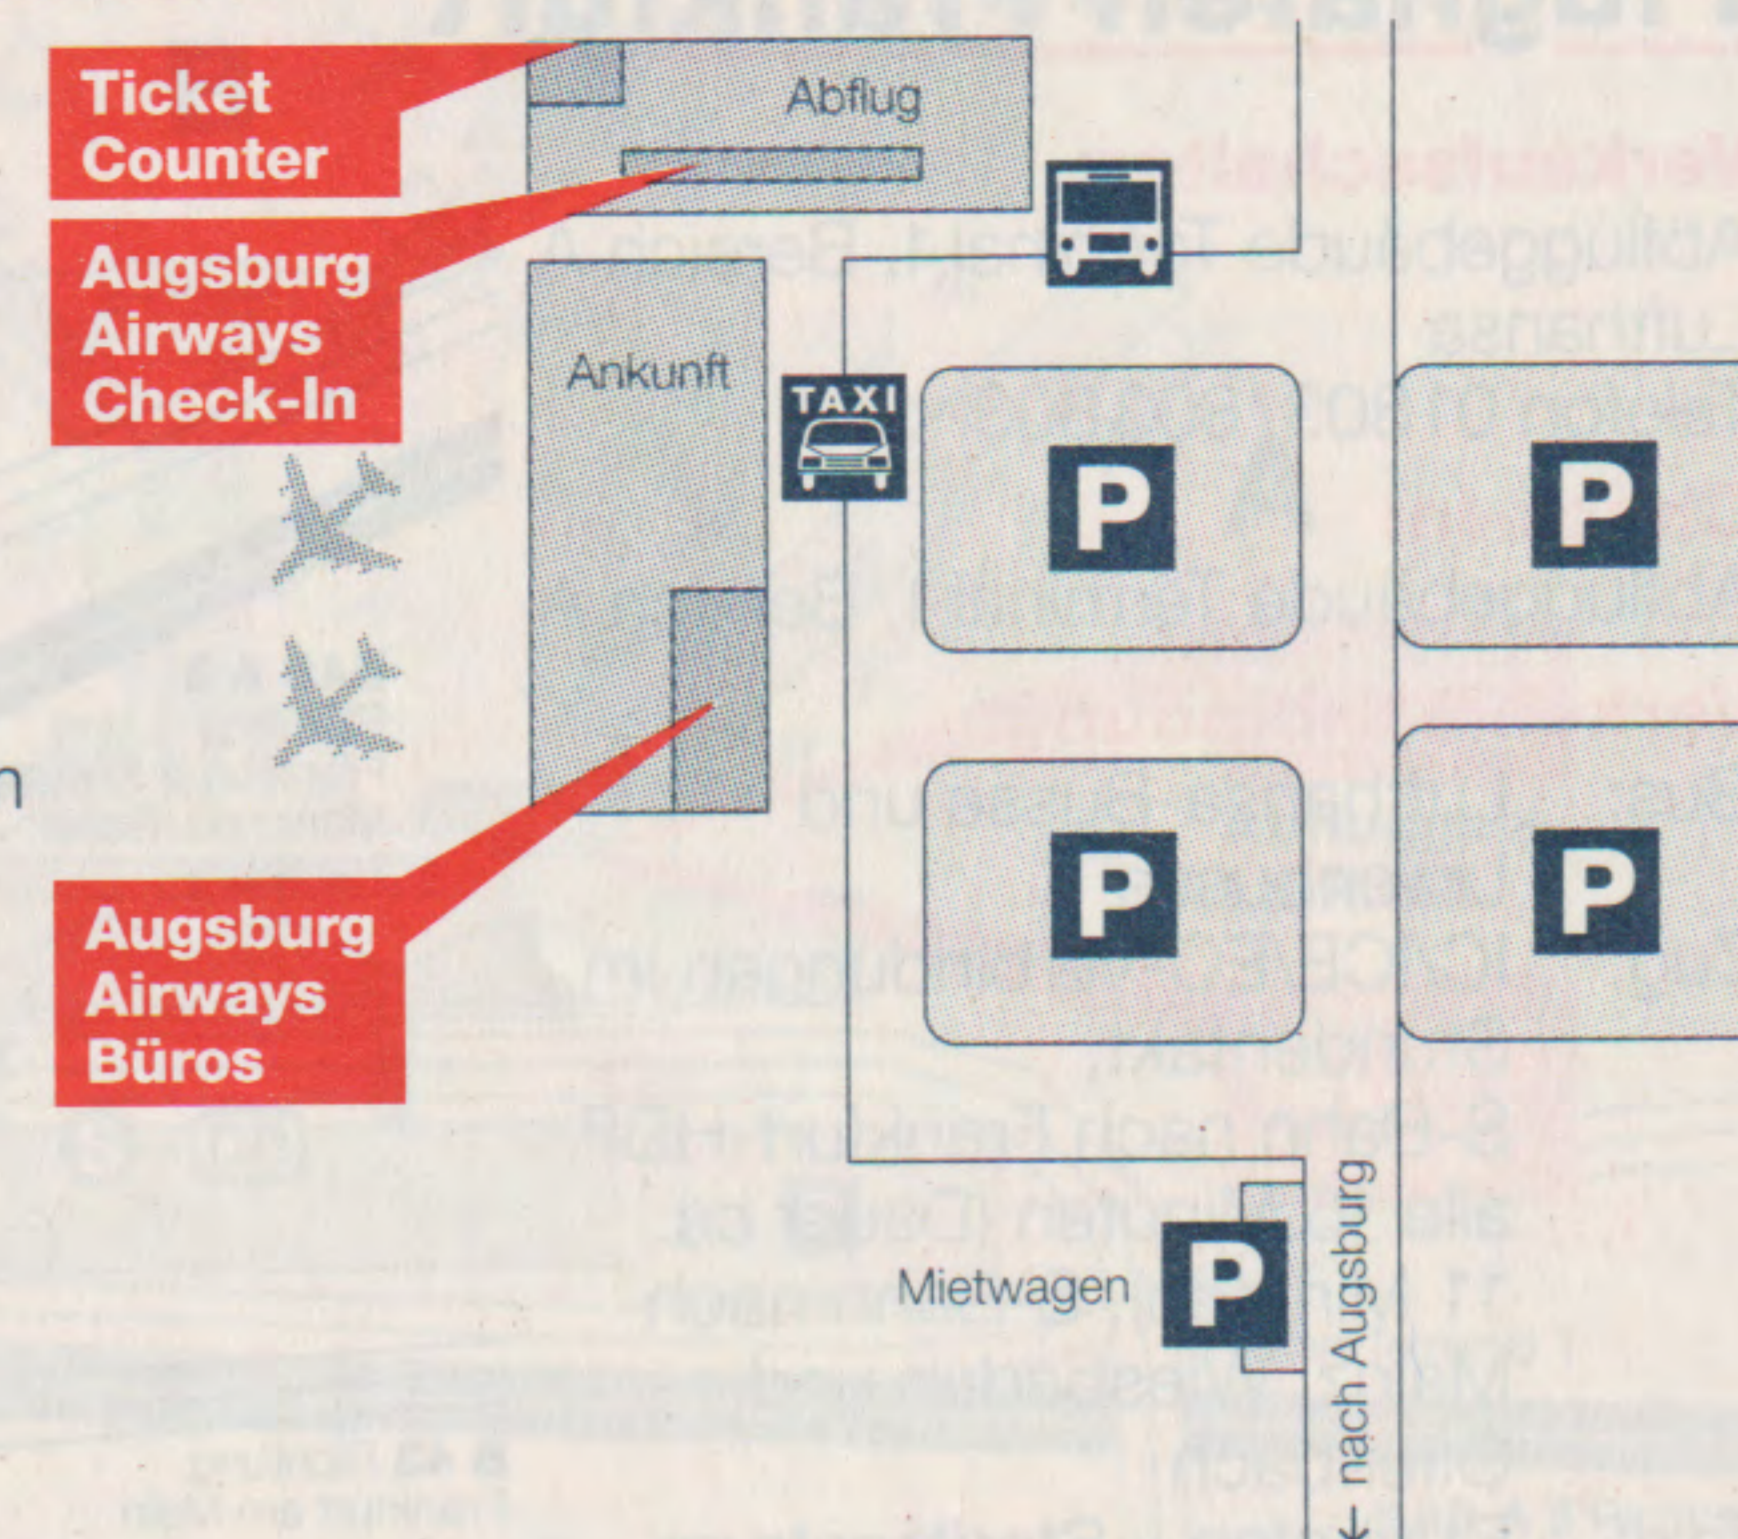 Ticket
Counter
Abflug
Augsburg
Airways
Check-In
Ankunft
TAXI
P
P
P
P
Augsburg
Airways
Büros
Mietwagen
P
← nach Augsburg